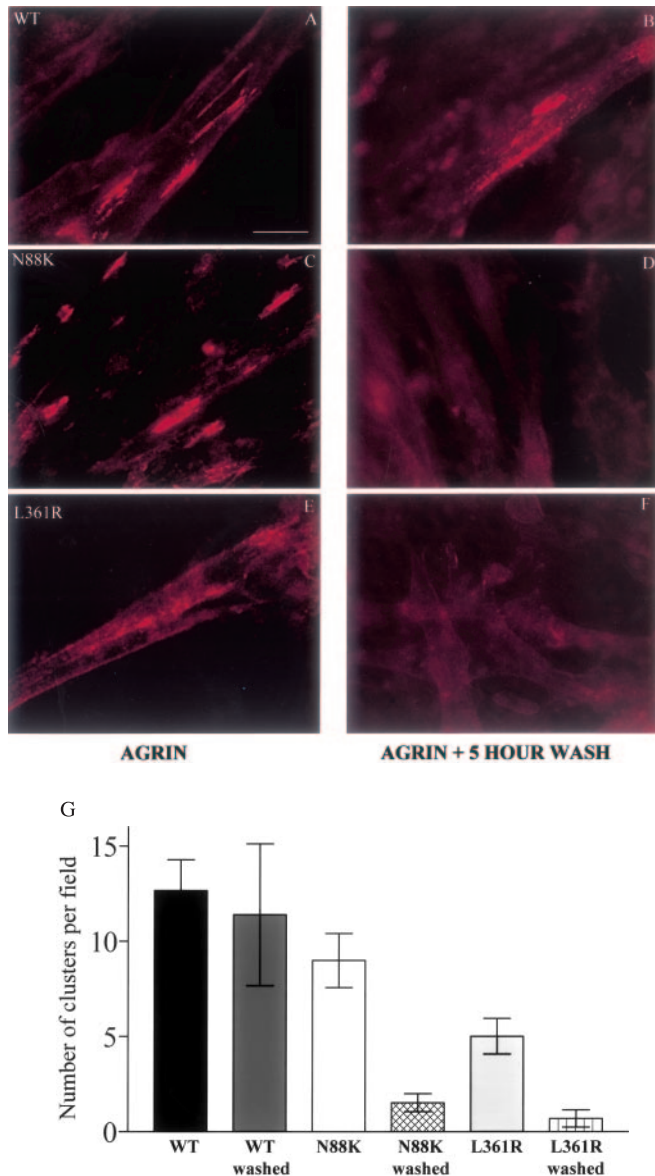 WT A B
N88K C D
L361R E F
AGRIN AGRIN + 5 HOUR WASH
G
Number of clusters per field
15
10
5
0
WT WT N88K N88K L361R L361R
washed washed washed